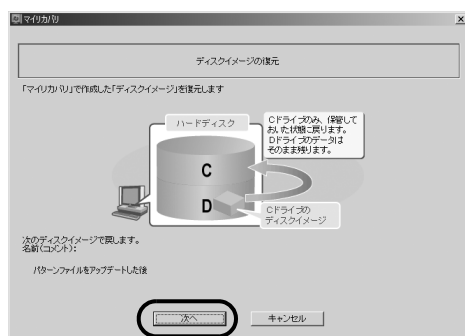 マイリカバリ
ディスクイメージの復元
「マイリカバリ」で作成した「ディスクイメージ」を復元します
ハードディスク
Cドライブのみ、保管して
おいた状態に戻ります。
Dドライブのデータは
そのまま残ります。
C
D
Cドライブの
ディスクイメージ
次のディスクイメージで戻します。
名前(コメント):
パターンファイルをアップデートした後
次へ
キャンセル